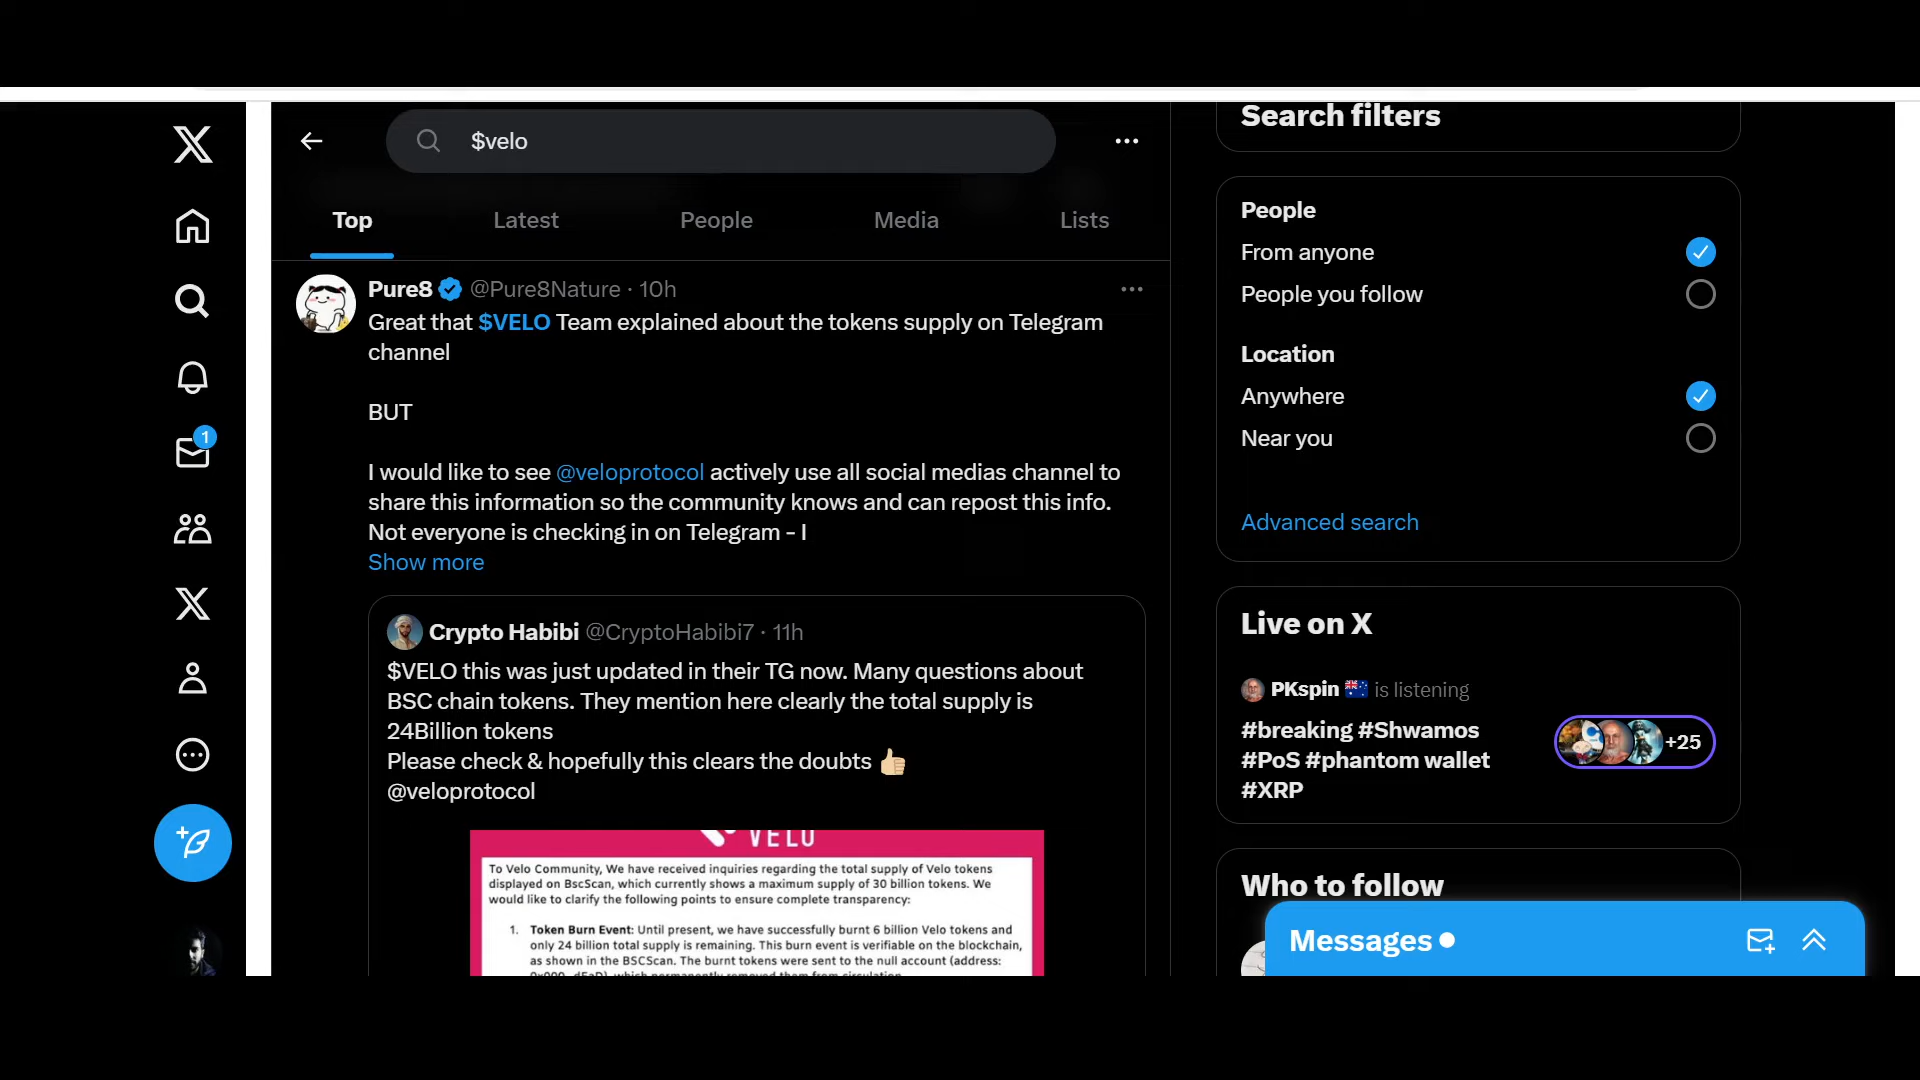 $velo
Top
Latest
People
Media
Lists
Pure8 @Pure8Nature · 10h
Great that $VELO Team explained about the tokens supply on Telegram
channel
BUT
I would like to see @veloprotocol actively use all social medias channel to
share this information so the community knows and can repost this info.
Not everyone is checking in on Telegram - I
Show more
Crypto Habibi @CryptoHabibi7 · 11h
$VELO this was just updated in their TG now. Many questions about
BSC chain tokens. They mention here clearly the total supply is
24Billion tokens
Please check & hopefully this clears the doubts 👍🏼
@veloprotocol
VELO
To Velo Community, We have received inquiries regarding the total supply of Velo tokens
displayed on BscScan, which currently shows a maximum supply of 30 billion tokens. We
would like to clarify the following points to ensure complete transparency:
1. Token Burn Event: Until present, we have successfully burnt 6 billion Velo tokens and
only 24 billion total supply is remaining. This burn event is verifiable on the blockchain,
as shown in the BSCScan. The burnt tokens were sent to the null account (address:
0x000...dEaD), which permanently removed them from circulation.
1
Search filters
People
From anyone
People you follow
Location
Anywhere
Near you
Advanced search
Live on X
PKspin 🇦🇺 is listening
#breaking #Shwamos
#PoS #phantom wallet
#XRP
+25
Who to follow
Messages